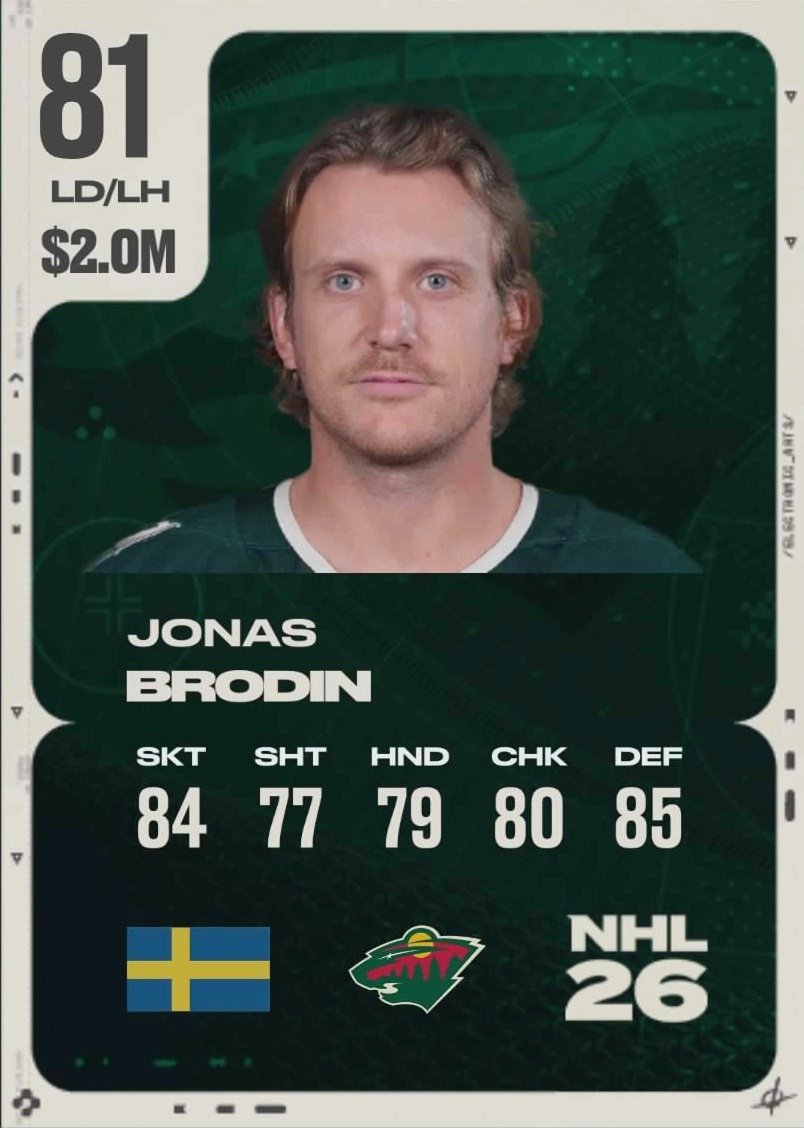 81
LD/LH
$2.0M
/ELECTRONIC_ARTS/
JONAS
BRODIN
SKT SHT HND CHK DEF
84 77 79 80 85
NHL
26